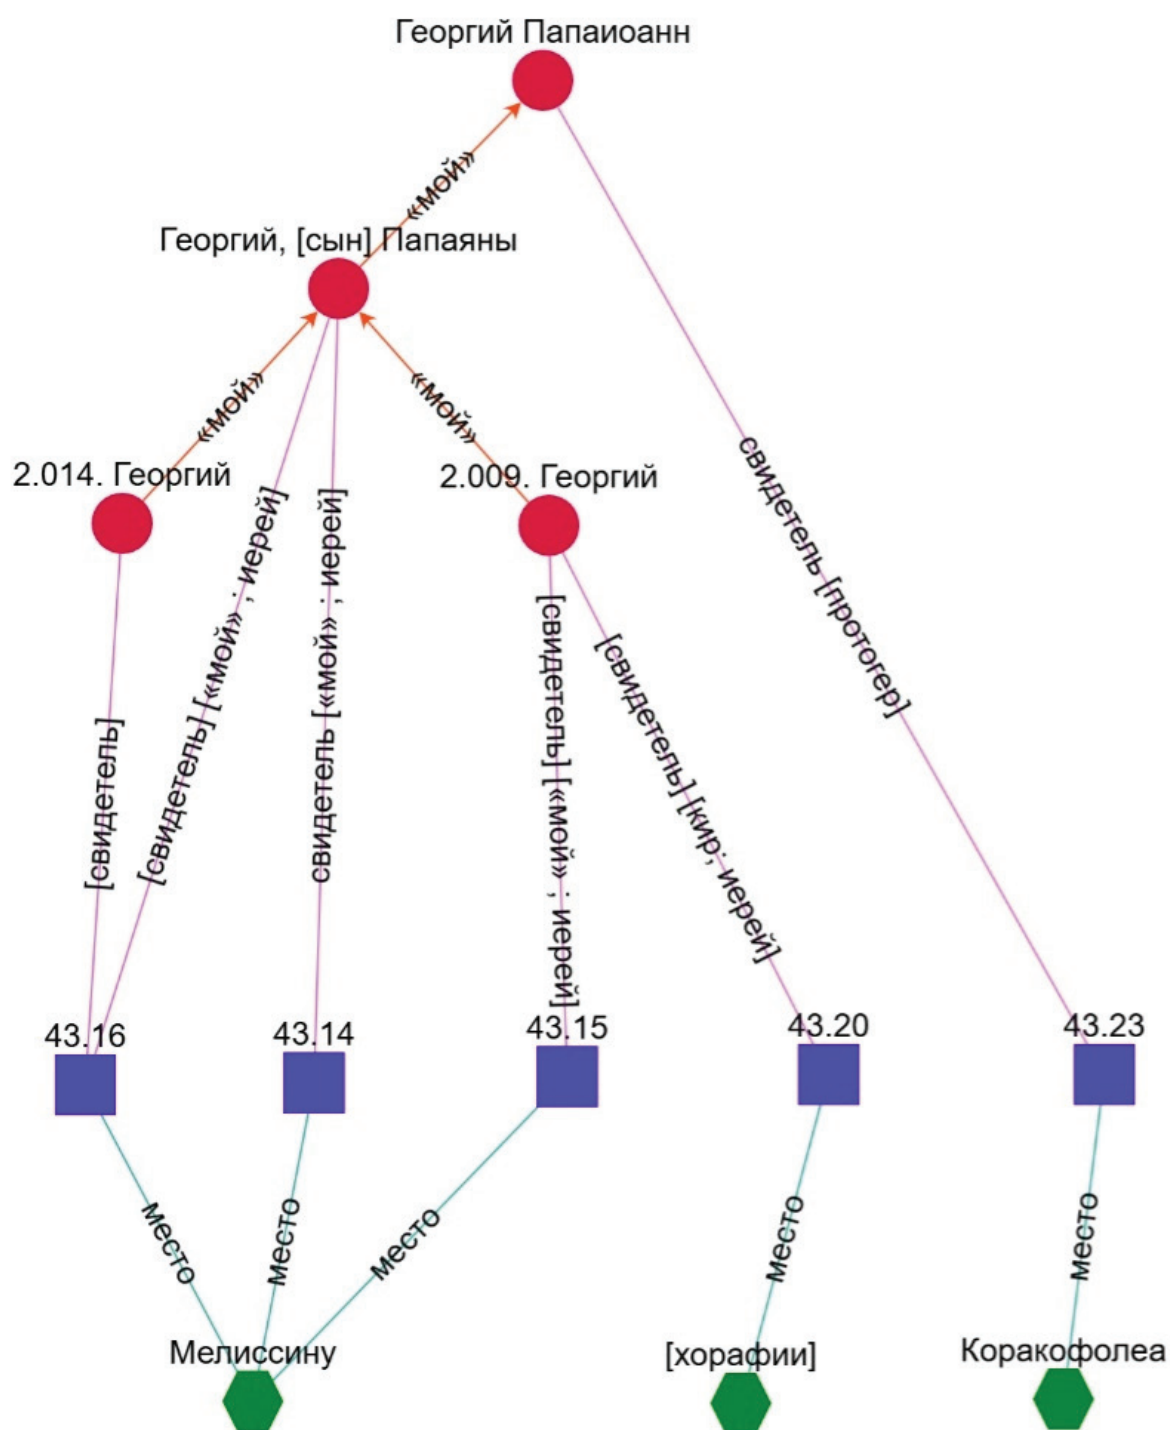 Георгий Папаиоанн
«мой»
Георгий, [сын] Папаяны
«мой»
«мой»
2.014. Георгий
2.009. Георгий
[свидетель]
[свидетель] [«мой» ; иерей]
свидетель [«мой» ; иерей]
[свидетель] [«мой» ; иерей]
[свидетель] [кир; иерей]
свидетель [протогер]
43.16
43.14
43.15
43.20
43.23
место
место
место
место
место
Мелиссину
[хорафии]
Коракофолеа